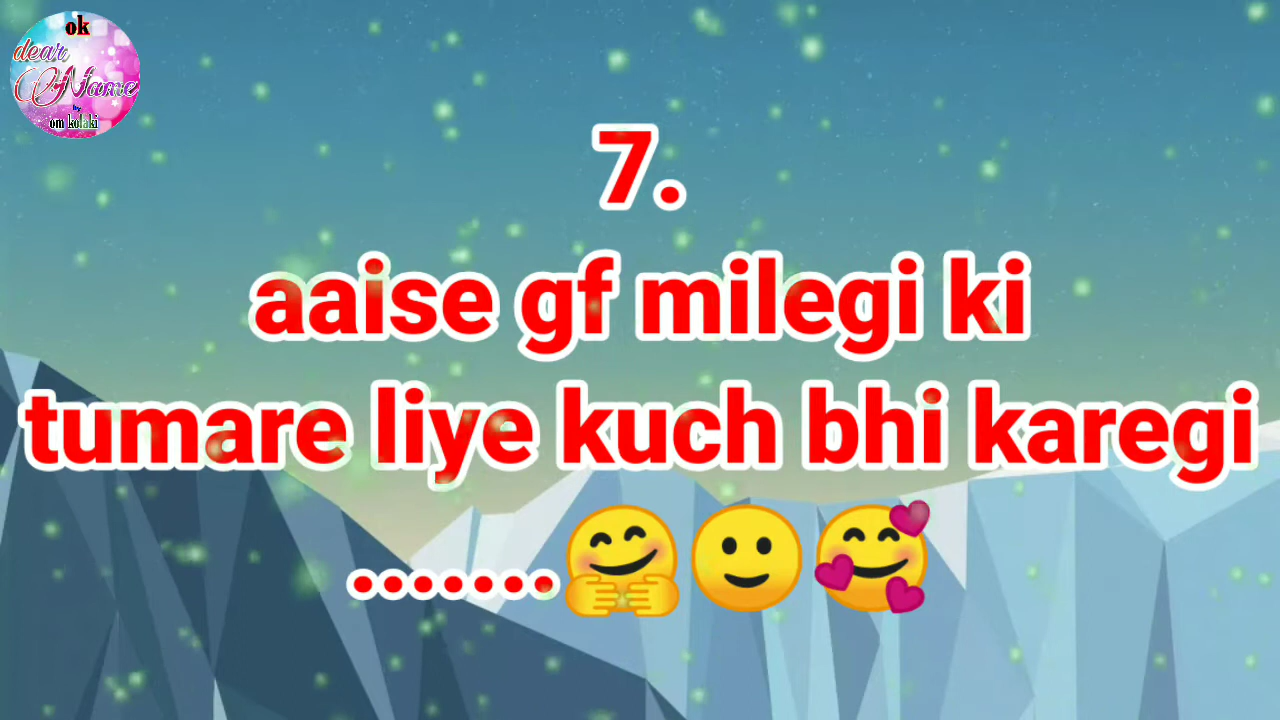 ok
dear
Name
by
om kolaki
7.
aaise gf milegi ki
tumare liye kuch bhi karegi
.......🤗🙂🥰